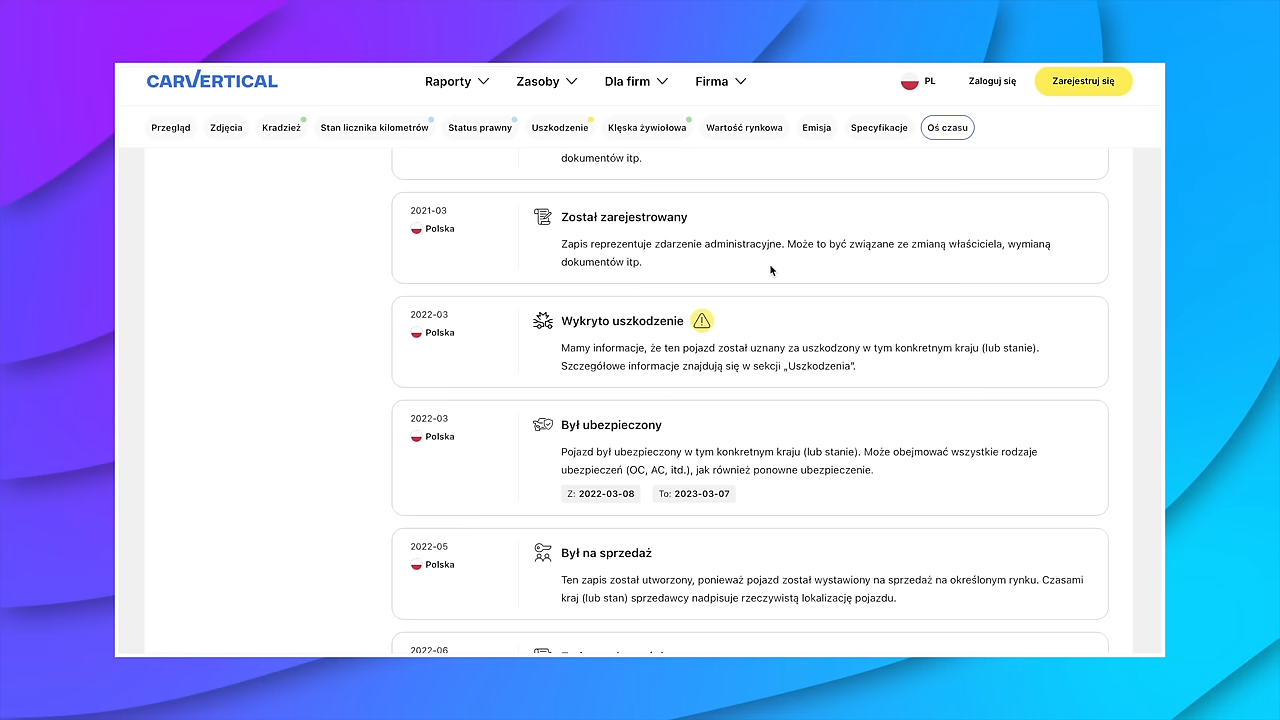 CARVERTICAL
Raporty
Zasoby
Dla firm
Firma
PL
Zaloguj się
Zarejestruj się
Przegląd
Zdjęcia
Kradzież
Stan licznika kilometrów
Status prawny
Uszkodzenie
Klęska żywiołowa
Wartość rynkowa
Emisja
Specyfikacje
Oś czasu
dokumentów itp.
2021-03
Polska
Został zarejestrowany
Zapis reprezentuje zdarzenie administracyjne. Może to być związane ze zmianą właściciela, wymianą
dokumentów itp.
2022-03
Polska
Wykryto uszkodzenie
Mamy informacje, że ten pojazd został uznany za uszkodzony w tym konkretnym kraju (lub stanie).
Szczegółowe informacje znajdują się w sekcji „Uszkodzenia”.
2022-03
Polska
Był ubezpieczony
Pojazd był ubezpieczony w tym konkretnym kraju (lub stanie). Może obejmować wszystkie rodzaje
ubezpieczeń (OC, AC, itd.), jak również ponowne ubezpieczenie.
Z: 2022-03-08
To: 2023-03-07
2022-05
Polska
Był na sprzedaż
Ten zapis został utworzony, ponieważ pojazd został wystawiony na sprzedaż na określonym rynku. Czasami
kraj (lub stan) sprzedawcy nadpisuje rzeczywistą lokalizację pojazdu.
2022-06